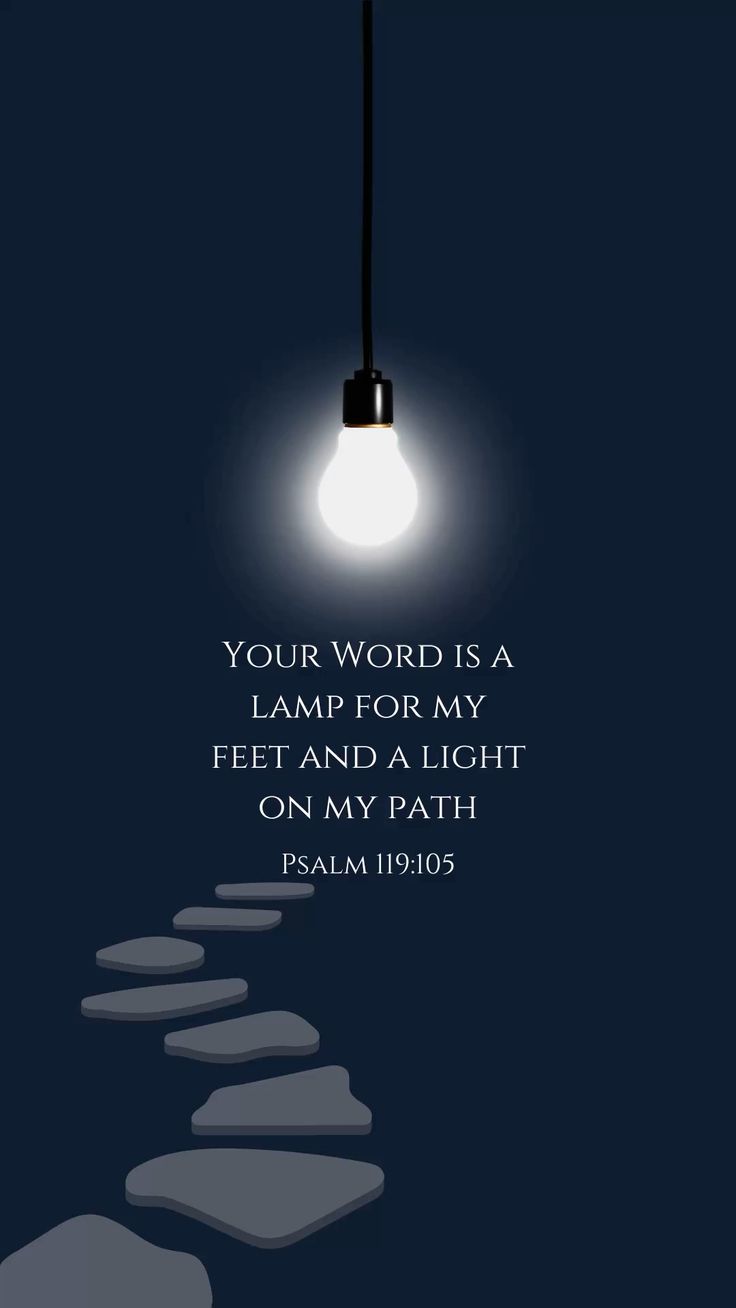 Your Word is a
lamp for my
feet and a light
on my path
Psalm 119:105